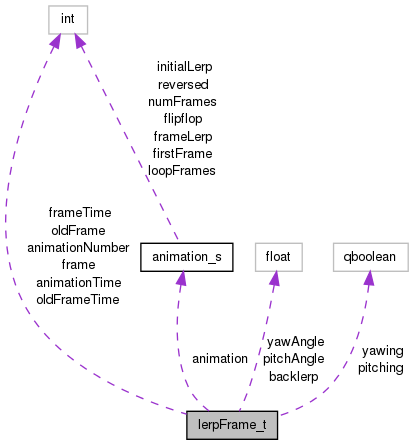 int
initialLerp
reversed
numFrames
flipflop
frameLerp
firstFrame
loopFrames
frameTime
oldFrame
animationNumber
frame
animationTime
oldFrameTime
animation_s
float
qboolean
animation
yawAngle
pitchAngle
backlerp
yawing
pitching
lerpFrame_t